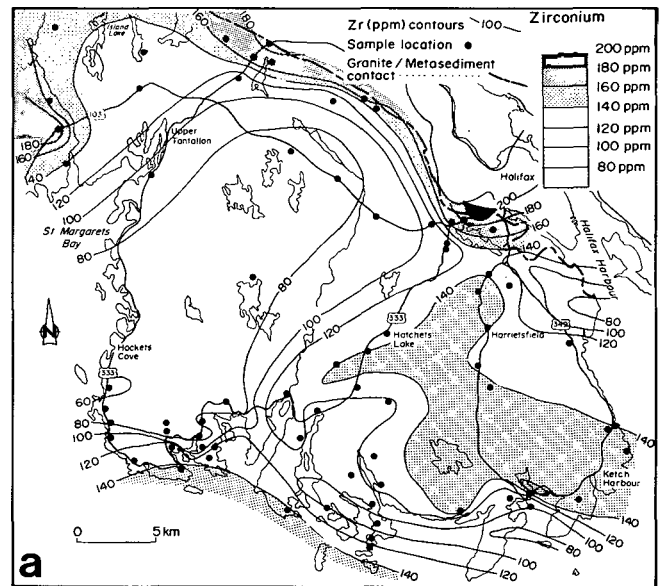 Zr (ppm) contours 100
Sample location
Granite / Metasediment
contact
Zirconium
200 ppm
180 ppm
160 ppm
140 ppm
120 ppm
100 ppm
80 ppm
160
180
Island
Lake
103
180
160
140
120
100
80
Upper
Tantallon
St Margarets
Bay
Halifax
200
180
160
140
Halifax Harbour
80
100
120
80
100
120
140
333
Hatchets
Lake
Harrietsfield
349
Hackets
Cove
333
60
80
100
120
140
140
Ketch
Harbour
140
120
100
80
100
120
140
0 5 km
a